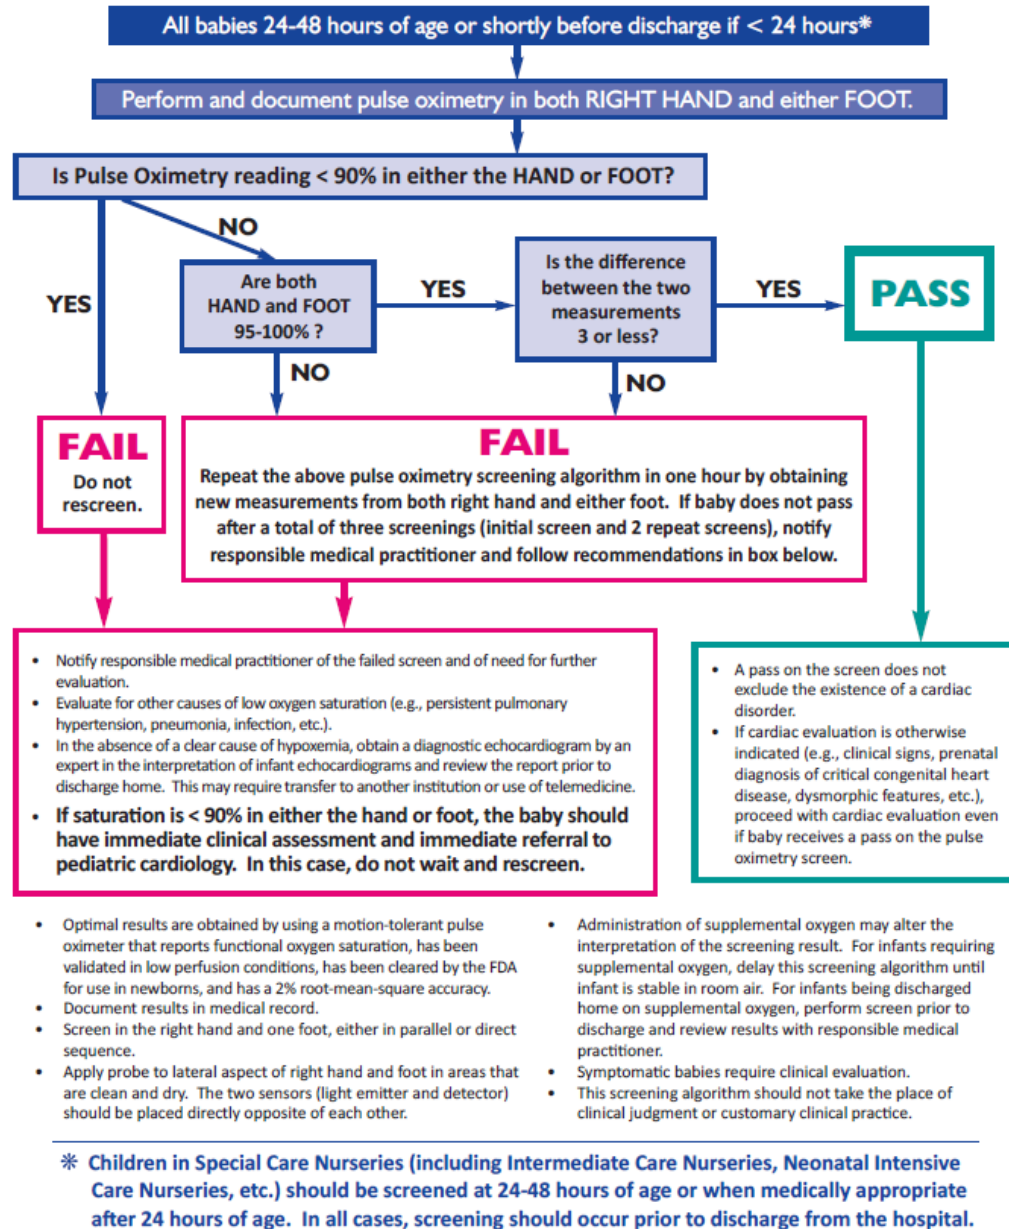 All babies 24-48 hours of age or shortly before discharge if < 24 hours*
Perform and document pulse oximetry in both RIGHT HAND and either FOOT.
Is Pulse Oximetry reading < 90% in either the HAND or FOOT?
NO
YES
Are both
HAND and FOOT
95-100% ?
YES
Is the difference
between the two
measurements
3 or less?
YES
PASS
NO
NO
FAIL
Do not
rescreen.
FAIL
Repeat the above pulse oximetry screening algorithm in one hour by obtaining
new measurements from both right hand and either foot. If baby does not pass
after a total of three screenings (initial screen and 2 repeat screens), notify
responsible medical practitioner and follow recommendations in box below.
• Notify responsible medical practitioner of the failed screen and of need for further
evaluation.
• Evaluate for other causes of low oxygen saturation (e.g., persistent pulmonary
hypertension, pneumonia, infection, etc.).
• In the absence of a clear cause of hypoxemia, obtain a diagnostic echocardiogram by an
expert in the interpretation of infant echocardiograms and review the report prior to
discharge home. This may require transfer to another institution or use of telemedicine.
• If saturation is < 90% in either the hand or foot, the baby should
have immediate clinical assessment and immediate referral to
pediatric cardiology. In this case, do not wait and rescreen.
• A pass on the screen does not
exclude the existence of a cardiac
disorder.
• If cardiac evaluation is otherwise
indicated (e.g., clinical signs, prenatal
diagnosis of critical congenital heart
disease, dysmorphic features, etc.),
proceed with cardiac evaluation even
if baby receives a pass on the pulse
oximetry screen.
• Optimal results are obtained by using a motion-tolerant pulse
oximeter that reports functional oxygen saturation, has been
validated in low perfusion conditions, has been cleared by the FDA
for use in newborns, and has a 2% root-mean-square accuracy.
• Document results in medical record.
• Screen in the right hand and one foot, either in parallel or direct
sequence.
• Apply probe to lateral aspect of right hand and foot in areas that
are clean and dry. The two sensors (light emitter and detector)
should be placed directly opposite of each other.
• Administration of supplemental oxygen may alter the
interpretation of the screening result. For infants requiring
supplemental oxygen, delay this screening algorithm until
infant is stable in room air. For infants being discharged
home on supplemental oxygen, perform screen prior to
discharge and review results with responsible medical
practitioner.
• Symptomatic babies require clinical evaluation.
• This screening algorithm should not take the place of
clinical judgment or customary clinical practice.
* Children in Special Care Nurseries (including Intermediate Care Nurseries, Neonatal Intensive
Care Nurseries, etc.) should be screened at 24-48 hours of age or when medically appropriate
after 24 hours of age. In all cases, screening should occur prior to discharge from the hospital.